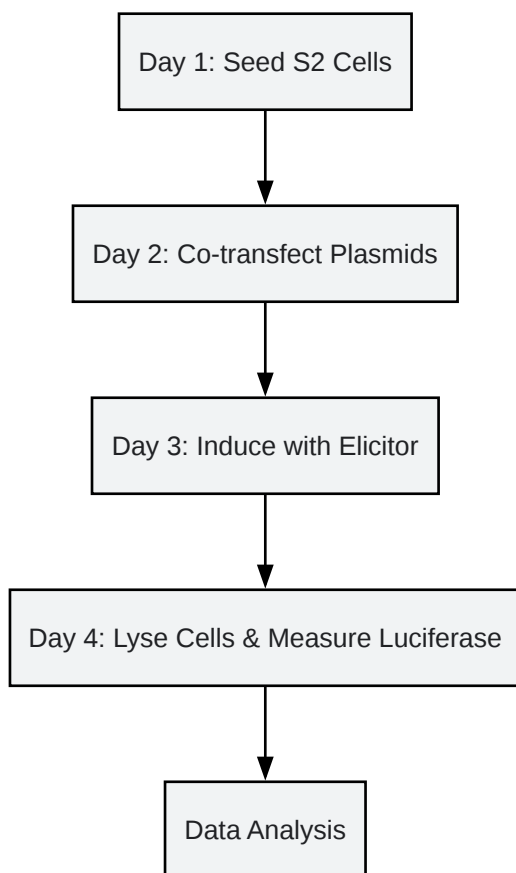 Day 1: Seed S2 Cells
Day 2: Co-transfect Plasmids
Day 3: Induce with Elicitor
Day 4: Lyse Cells & Measure Luciferase
Data Analysis